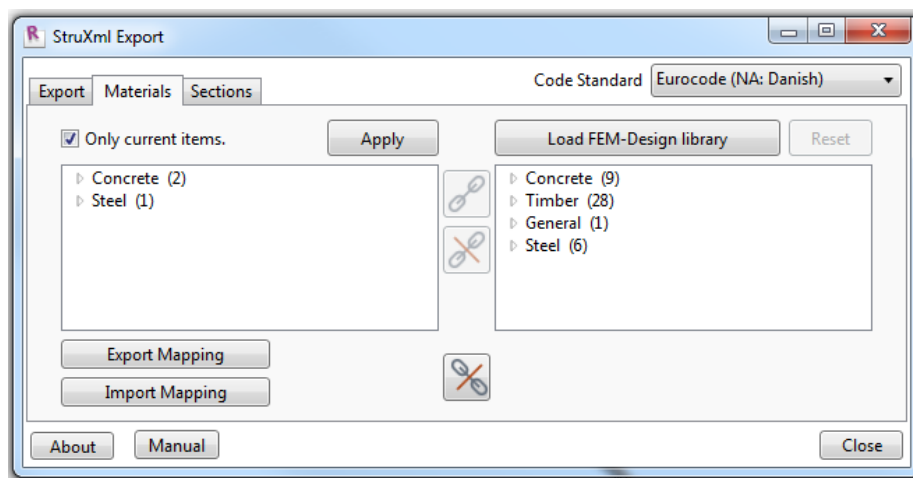 StruXml Export
Code Standard Eurocode (NA: Danish)
Export Materials Sections
Only current items. Apply Load FEM-Design library Reset
Concrete (2)
Steel (1)
Concrete (9)
Timber (28)
General (1)
Steel (6)
Export Mapping
Import Mapping
About Manual Close